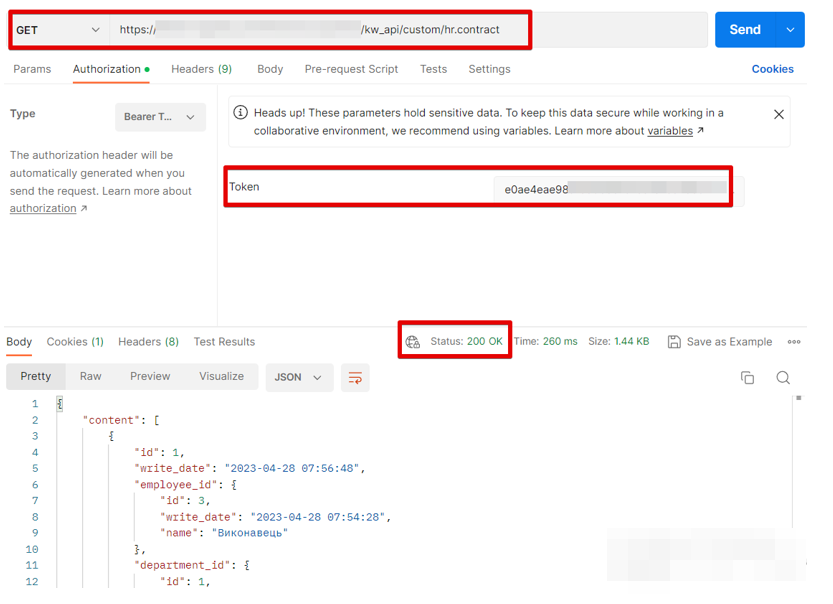 GET https:// /kw_api/custom/hr.contract Send
Params Authorization Headers (9) Body Pre-request Script Tests Settings Cookies
Type Bearer T...
The authorization header will be
automatically generated when you
send the request. Learn more about
authorization ↗
Heads up! These parameters hold sensitive data. To keep this data secure while working in a
collaborative environment, we recommend using variables. Learn more about variables ↗
Token e0ae4eae98
Body Cookies (1) Headers (8) Test Results Status: 200 OK Time: 260 ms Size: 1.44 KB Save as Example
Pretty Raw Preview Visualize JSON
1 {
2 "content": [
3 {
4 "id": 1,
5 "write_date": "2023-04-28 07:56:48",
6 "employee_id": {
7 "id": 3,
8 "write_date": "2023-04-28 07:54:28",
9 "name": "Виконавець"
10 },
11 "department_id": {
12 "id": 1,